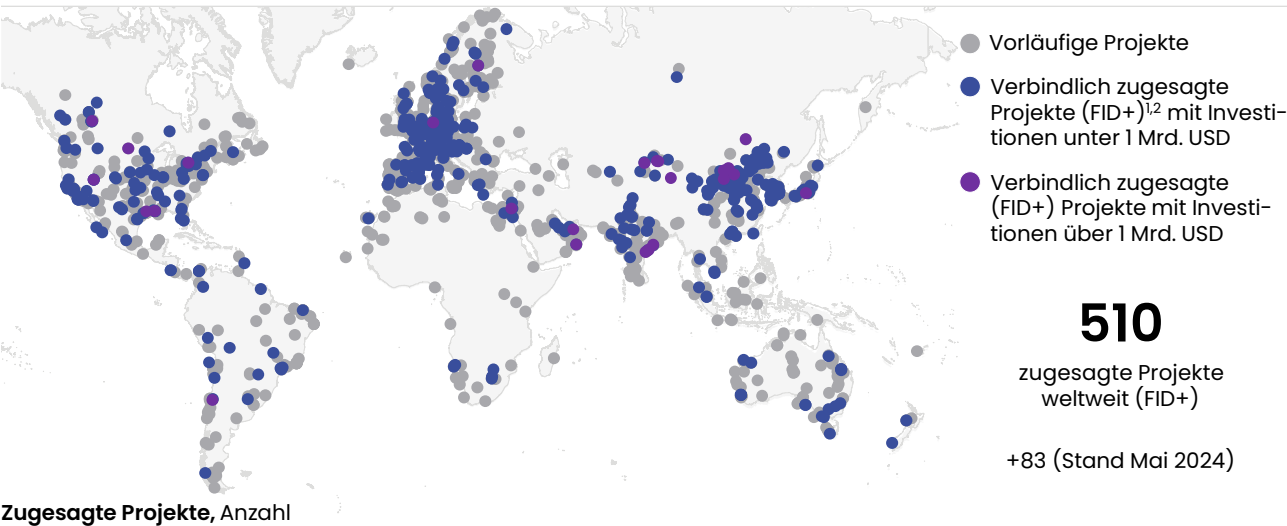 Vorläufige Projekte
Verbindlich zugesagte
Projekte (FID+)1,2 mit Investi-
tionen unter 1 Mrd. USD
Verbindlich zugesagte
(FID+) Projekte mit Investi-
tionen über 1 Mrd. USD
510
zugesagte Projekte
weltweit (FID+)
+83 (Stand Mai 2024)
Zugesagte Projekte, Anzahl